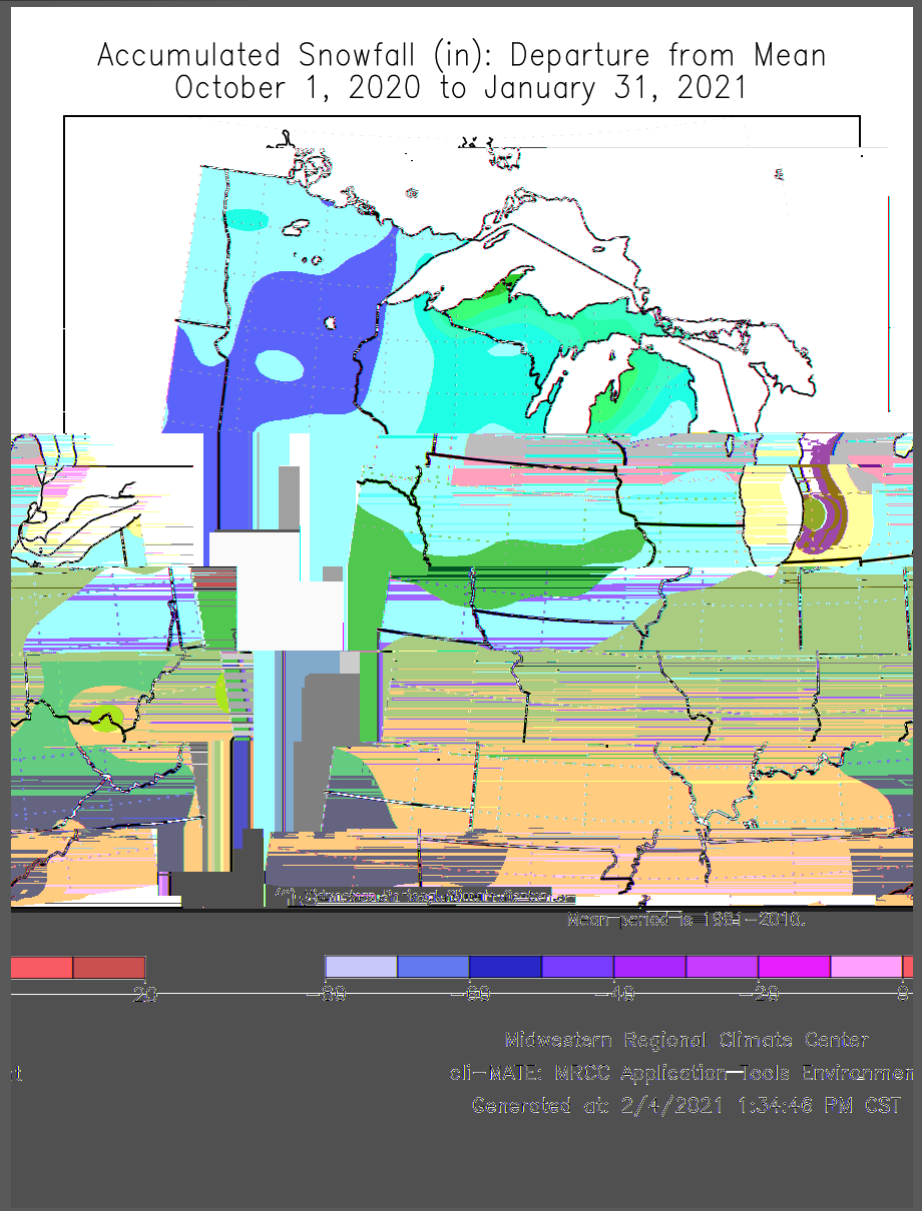 Accumulated Snowfall (in): Departure from Mean
October 1, 2020 to January 31, 2021
Mean period is 1981-2010.
20 -80 -60 -40 -20 0
Midwestern Regional Climate Center
t cli-MATE: MRCC Application Tools Environmen
Generated at: 2/4/2021 1:34:46 PM CST